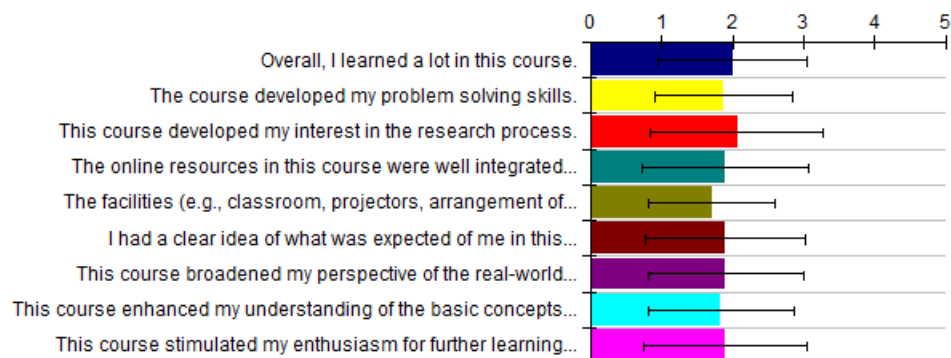 0 1 2 3 4 5
Overall, I learned a lot in this course.
The course developed my problem solving skills.
This course developed my interest in the research process.
The online resources in this course were well integrated...
The facilities (e.g., classroom, projectors, arrangement of...
I had a clear idea of what was expected of me in this...
This course broadened my perspective of the real-world...
This course enhanced my understanding of the basic concepts...
This course stimulated my enthusiasm for further learning...